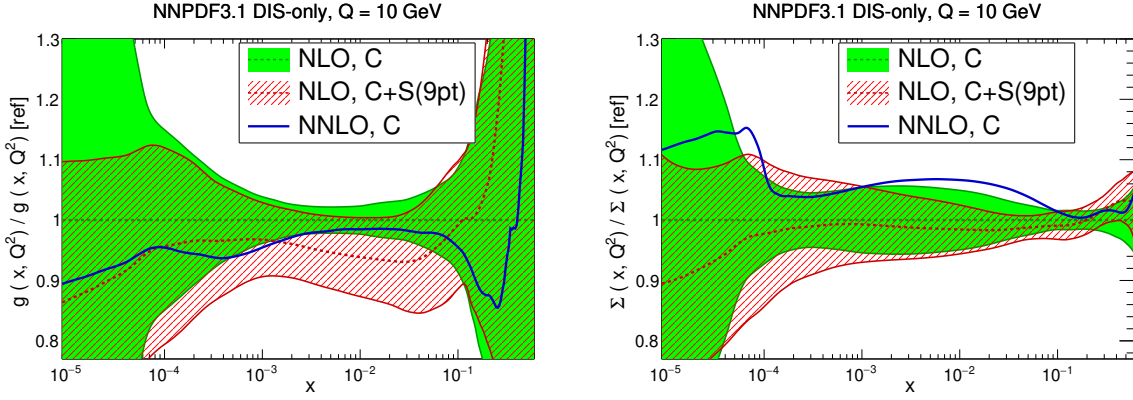 NNPDF3.1 DIS-only, Q = 10 GeV
g ( x, Q²) / g ( x, Q²) [ref]
1.3
1.2
1.1
1
0.9
0.8
NLO, C
NLO, C+S(9pt)
NNLO, C
10⁻⁵ 10⁻⁴ 10⁻³ 10⁻² 10⁻¹
x
NNPDF3.1 DIS-only, Q = 10 GeV
Σ ( x, Q²) / Σ ( x, Q²) [ref]
1.3
1.2
1.1
1
0.9
0.8
NLO, C
NLO, C+S(9pt)
NNLO, C
10⁻⁵ 10⁻⁴ 10⁻³ 10⁻² 10⁻¹
x